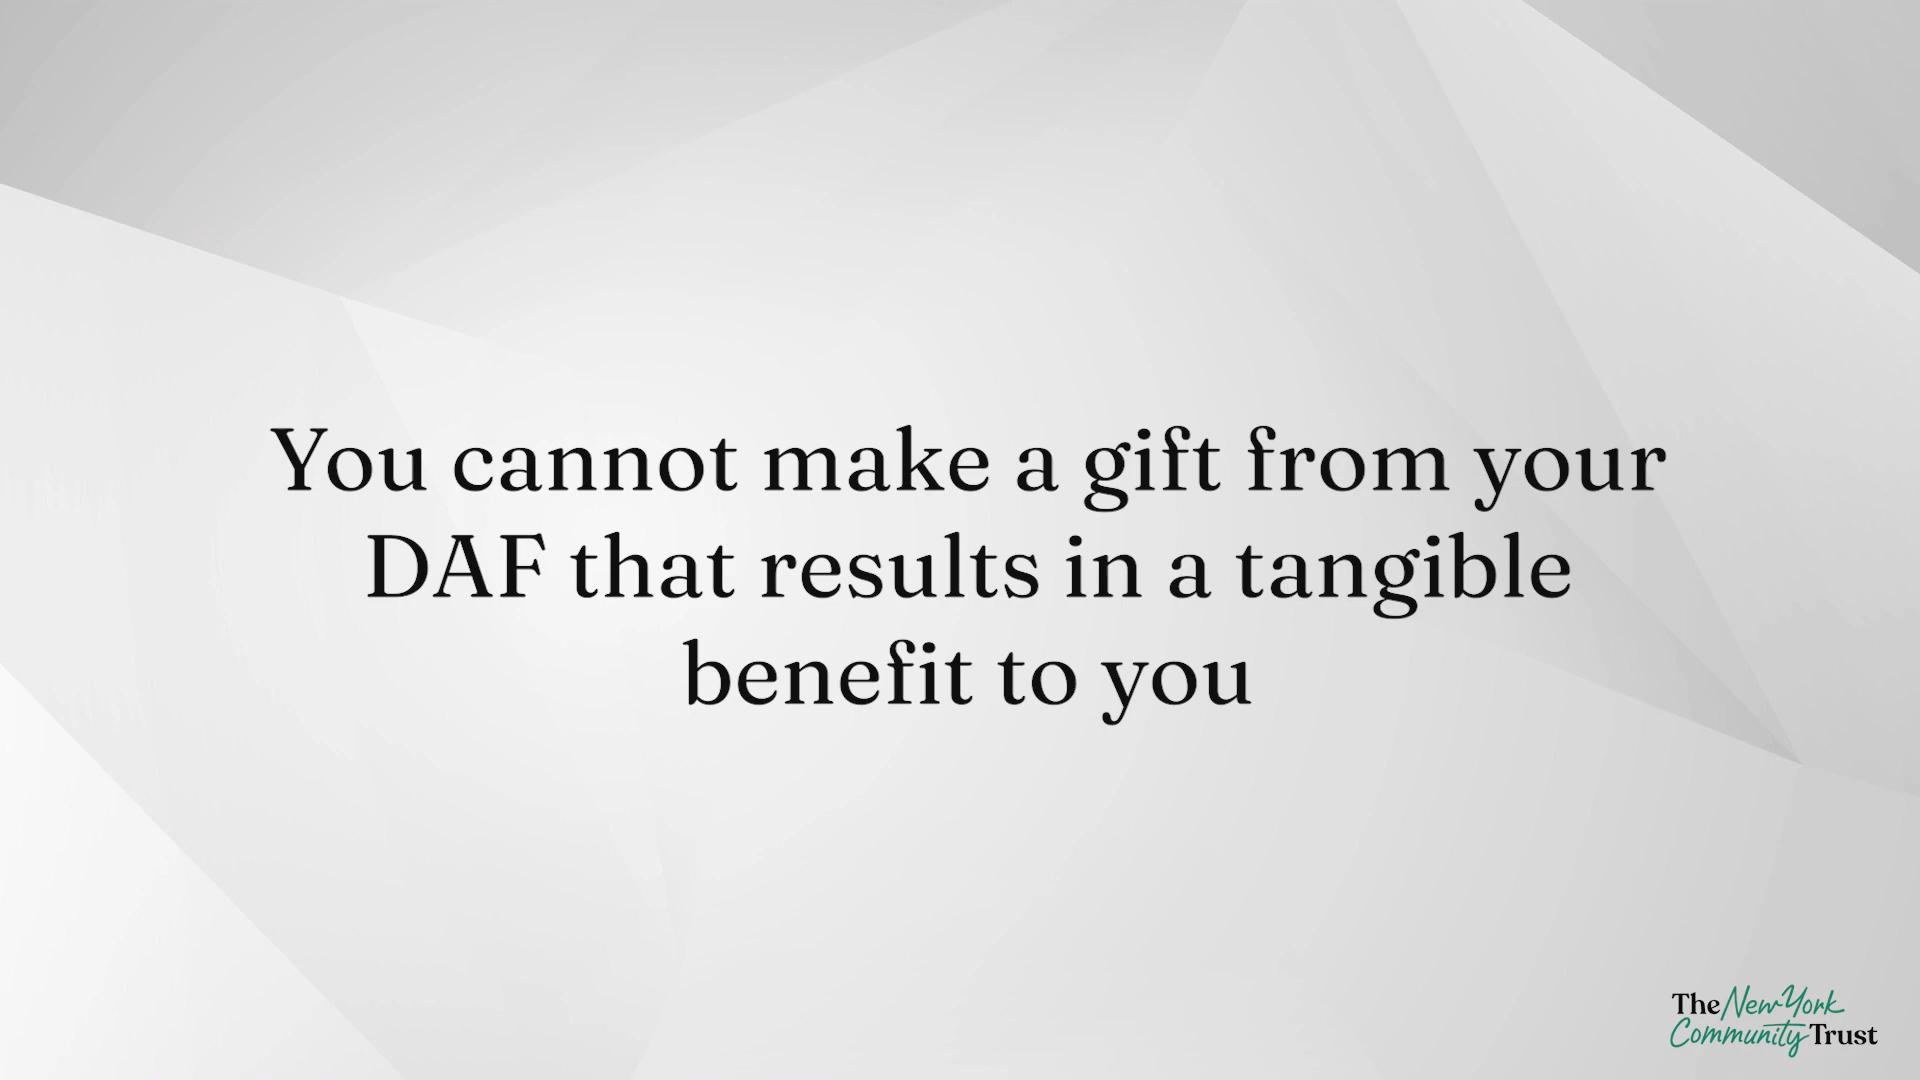 You cannot make a gift from your
DAF that results in a tangible
benefit to you
The New York
Community Trust